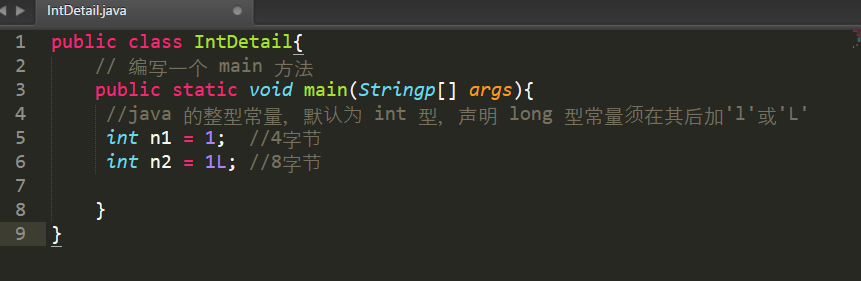 IntDetail.java
1 public class IntDetail{
2 // 编写一个 main 方法
3 public static void main(Stringp[] args){
4 //java 的整型常量，默认为 int 型，声明 long 型常量须在其后加'l'或'L'
5 int n1 = 1; //4字节
6 int n2 = 1L; //8字节
7
8 }
9 }